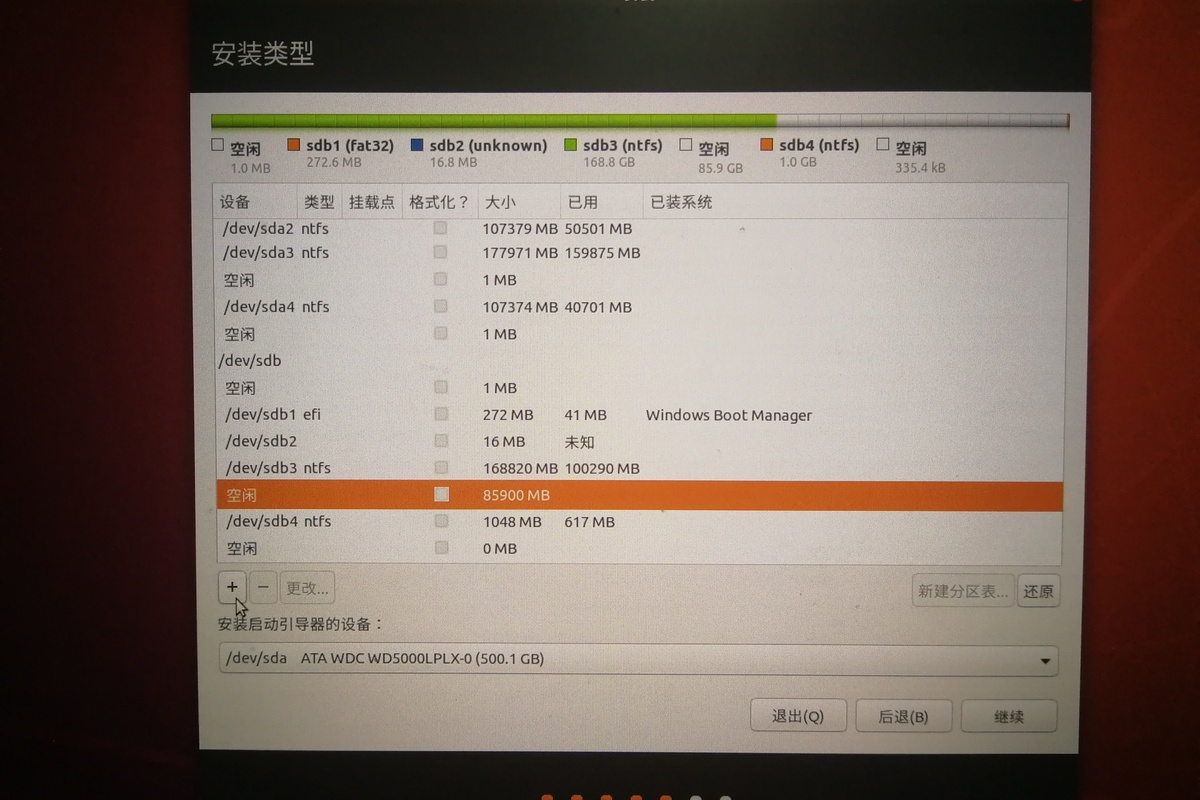 安装类型
空闲 sdb1 (fat32) sdb2 (unknown) sdb3 (ntfs) 空闲 sdb4 (ntfs) 空闲
1.0 MB 272.6 MB 16.8 MB 168.8 GB 85.9 GB 1.0 GB 335.4 kB
设备 类型 挂载点 格式化？ 大小 已用 已装系统
/dev/sda2 ntfs 107379 MB 50501 MB
/dev/sda3 ntfs 177971 MB 159875 MB
空闲 1 MB
/dev/sda4 ntfs 107374 MB 40701 MB
空闲 1 MB
/dev/sdb
空闲 1 MB
/dev/sdb1 efi 272 MB 41 MB Windows Boot Manager
/dev/sdb2 16 MB 未知
/dev/sdb3 ntfs 168820 MB 100290 MB
空闲 85900 MB
/dev/sdb4 ntfs 1048 MB 617 MB
空闲 0 MB
+ − 更改... 新建分区表... 还原
安装启动引导器的设备：
/dev/sda ATA WDC WD5000LPLX-0 (500.1 GB)
退出(Q) 后退(B) 继续